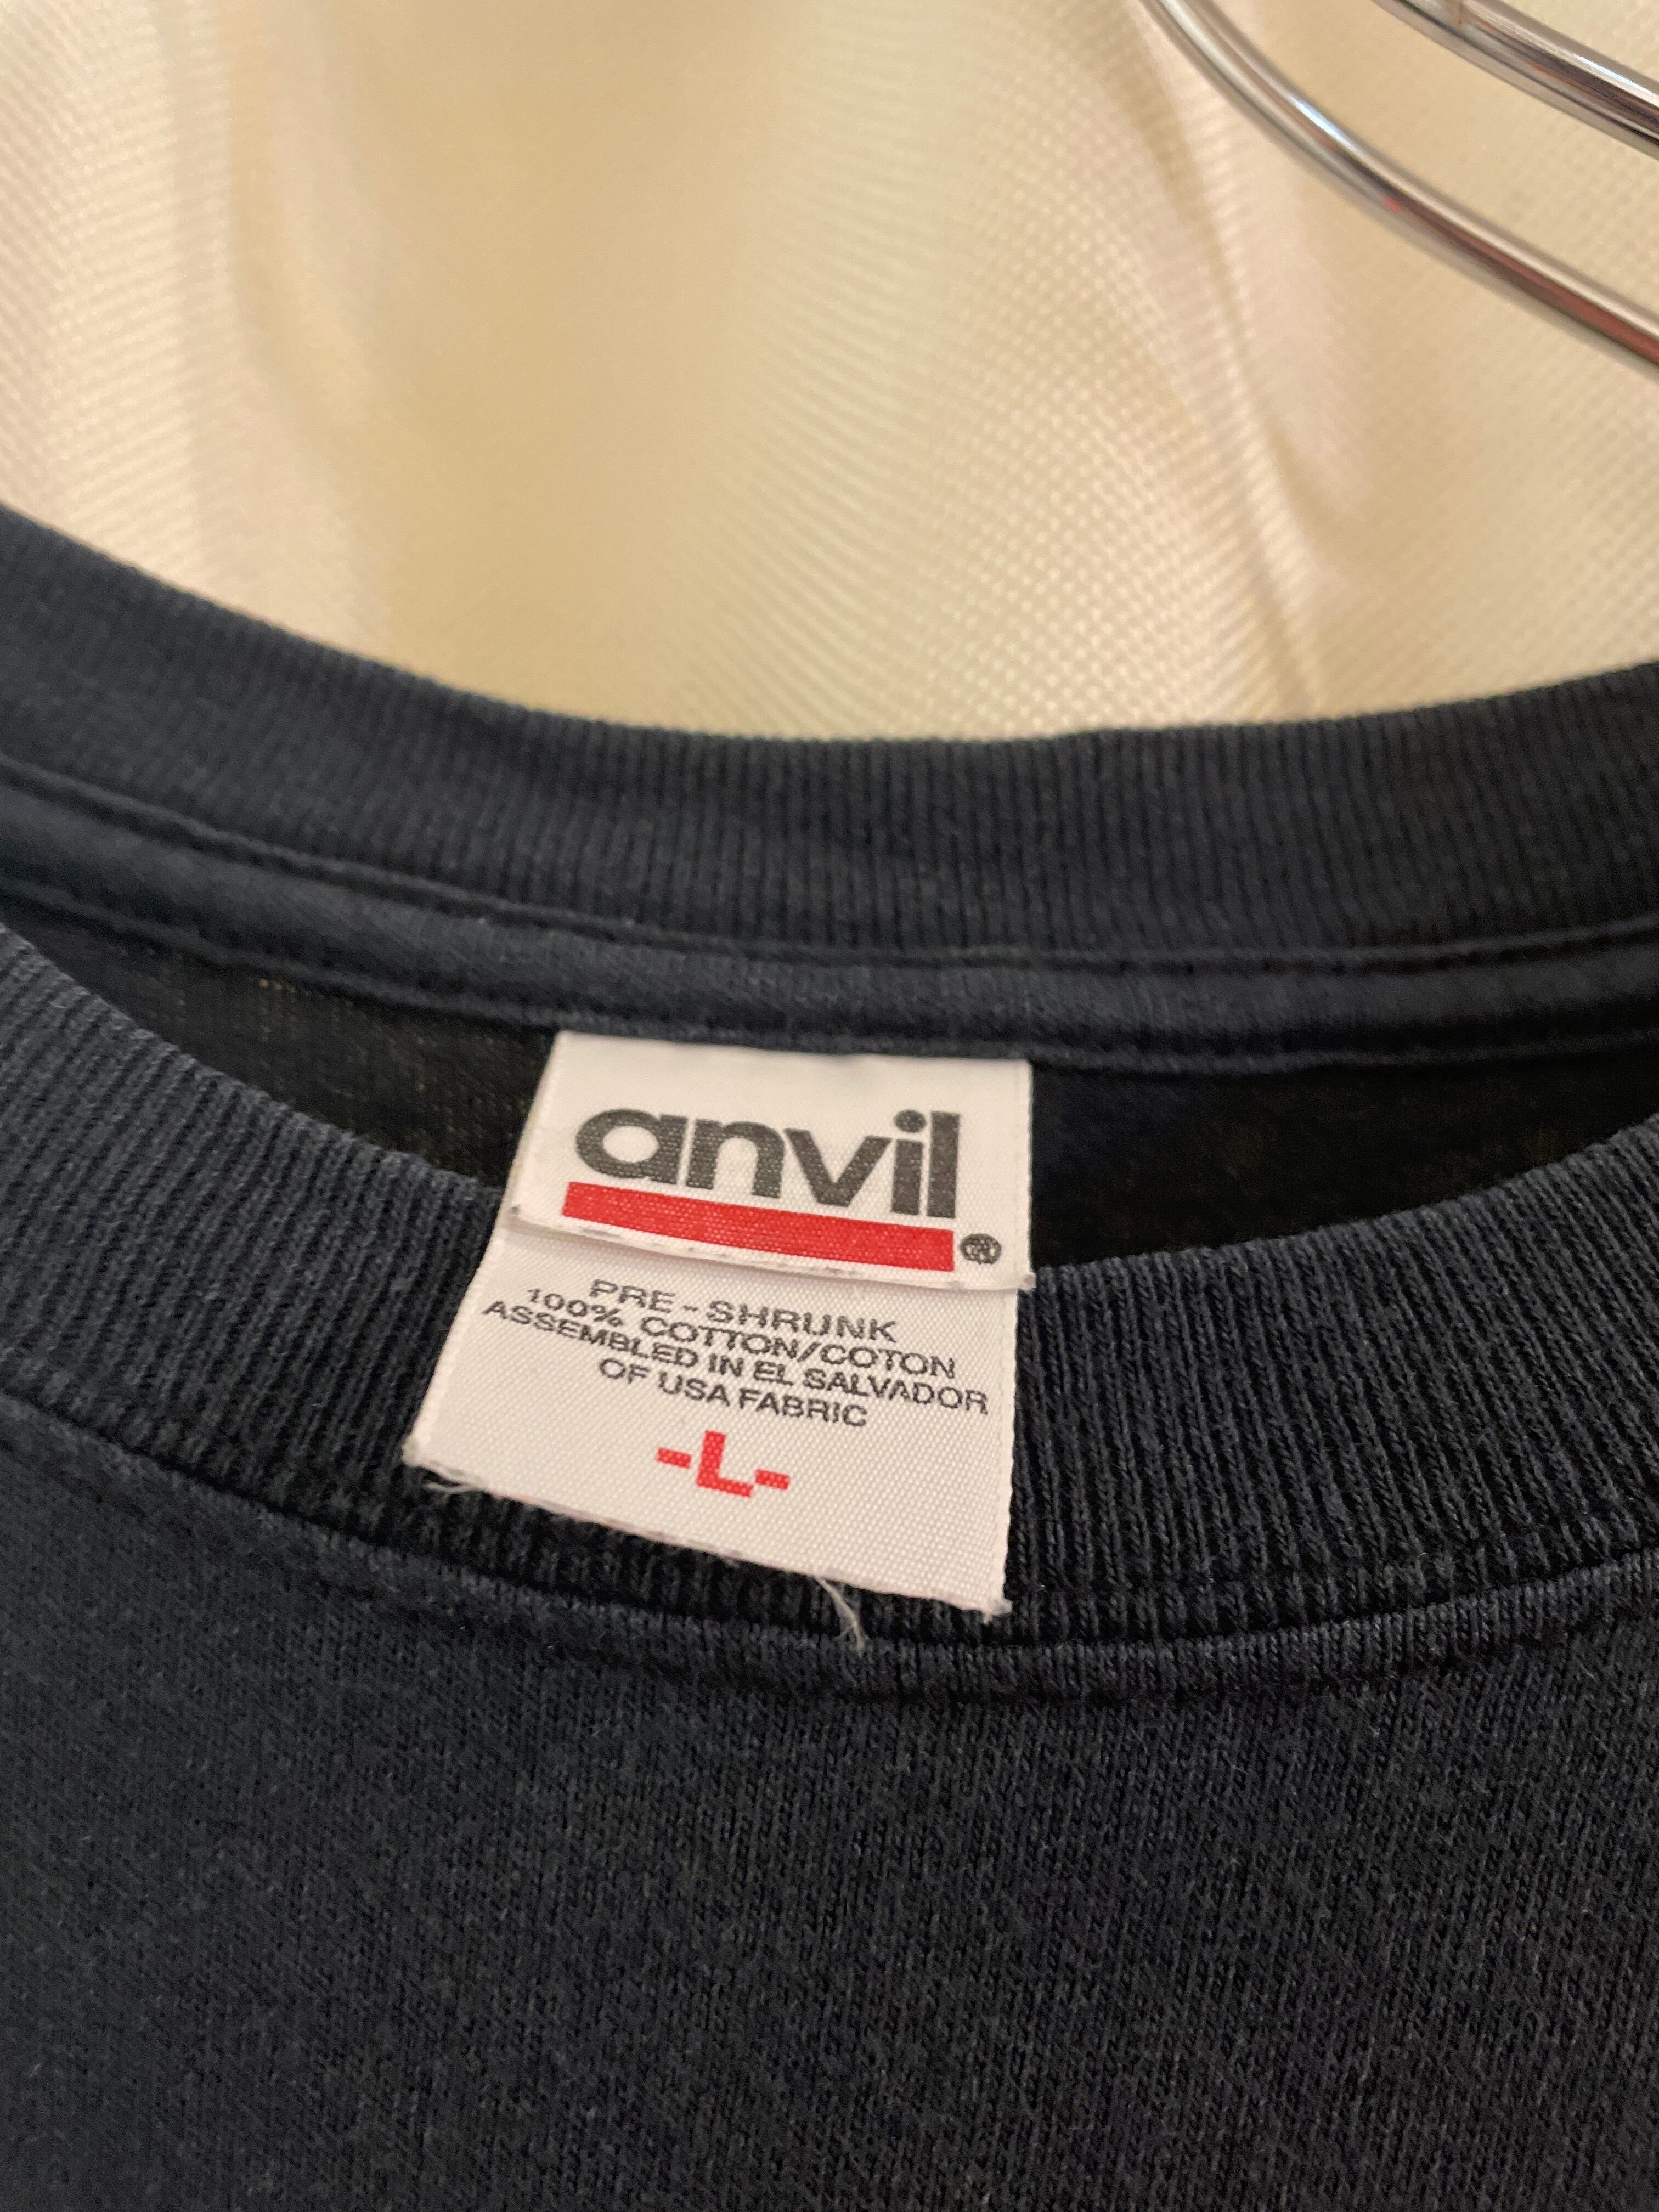 anvil®
PRE-SHRUNK
100% COTTON/COTON
ASSEMBLED IN EL SALVADOR
OF USA FABRIC
-L-